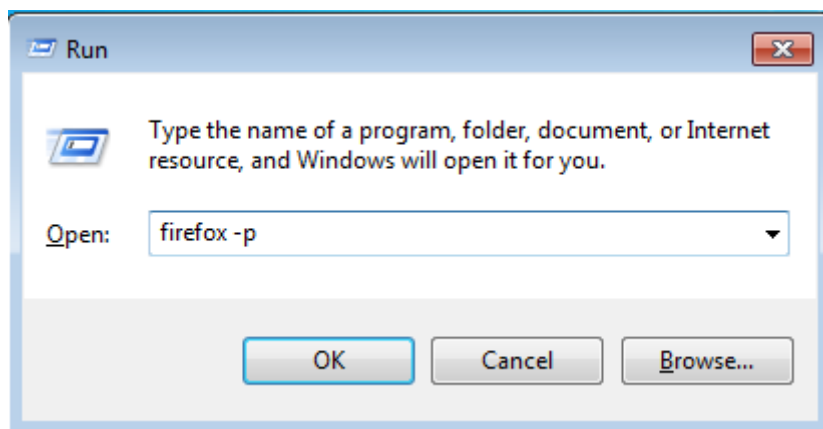 Run
Type the name of a program, folder, document, or Internet
resource, and Windows will open it for you.
Open: firefox -p
OK Cancel Browse...